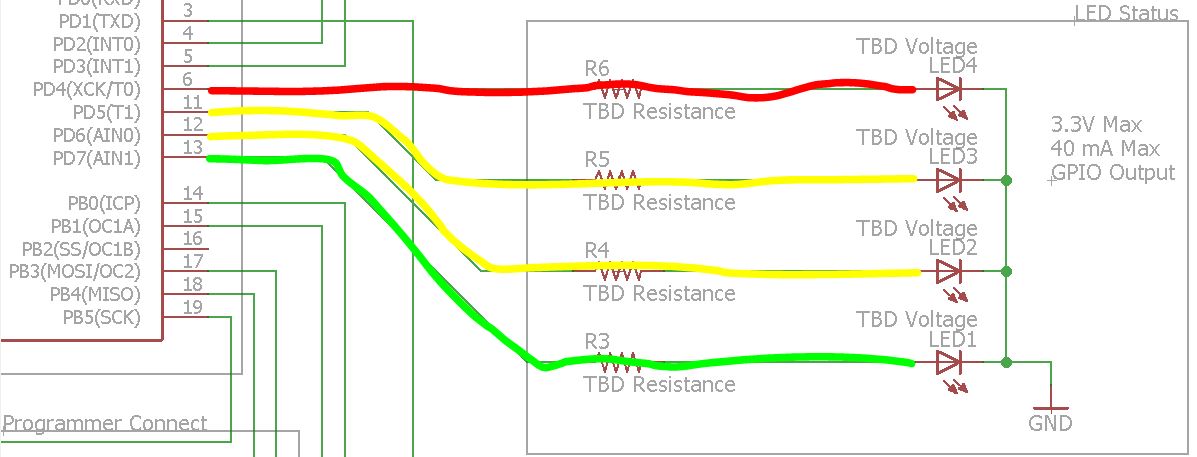 PD0(RXD)
3
PD1(TXD)
4
PD2(INT0)
5
PD3(INT1)
6
PD4(XCK/T0)
11
PD5(T1)
12
PD6(AIN0)
13
PD7(AIN1)
14
PB0(ICP)
15
PB1(OC1A)
16
PB2(SS/OC1B)
17
PB3(MOSI/OC2)
18
PB4(MISO)
19
PB5(SCK)
Programmer Connect
LED Status
TBD Voltage
R6
LED4
TBD Resistance
TBD Voltage
R5
LED3
TBD Resistance
TBD Voltage
R4
LED2
TBD Resistance
TBD Voltage
R3
LED1
TBD Resistance
3.3V Max
40 mA Max
GPIO Output
GND